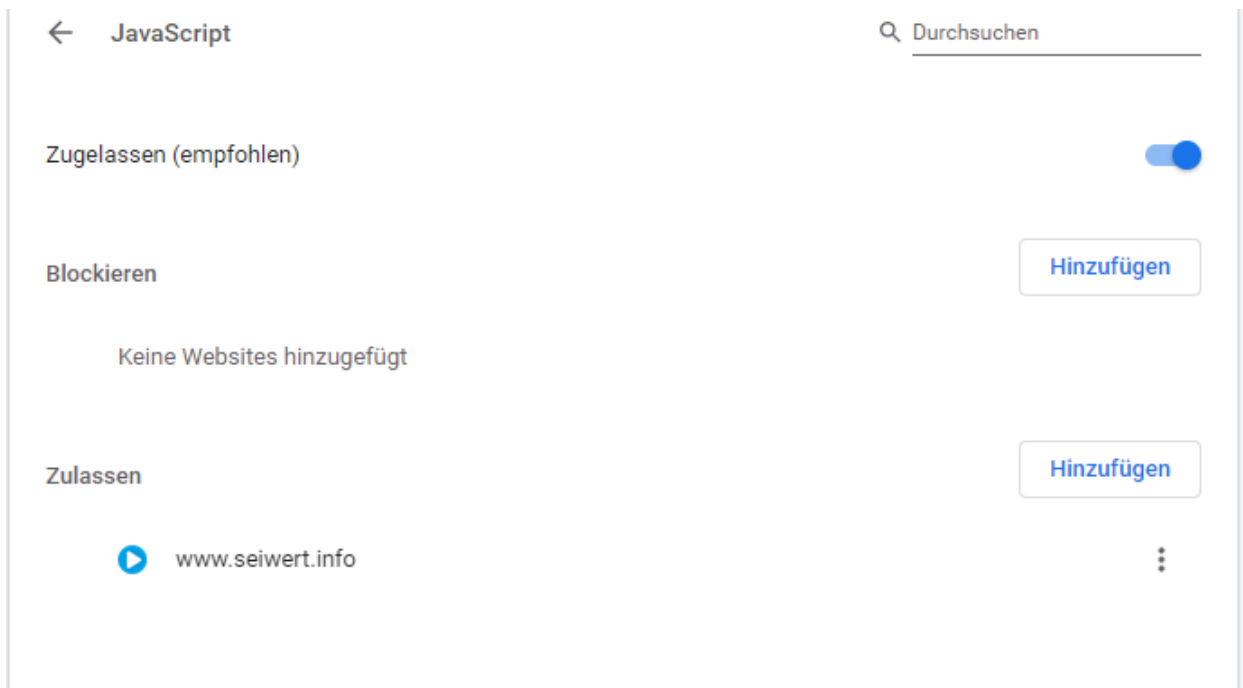 JavaScript
Durchsuchen
Zugelassen (empfohlen)
Blockieren
Hinzufügen
Keine Websites hinzugefügt
Zulassen
Hinzufügen
www.seiwert.info